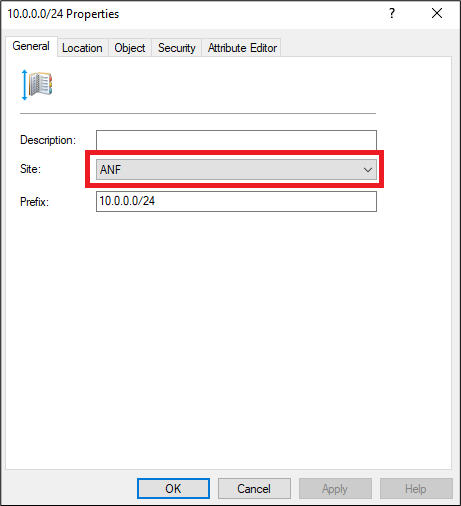 10.0.0.0/24 Properties
?
General Location Object Security Attribute Editor
Description:
Site: ANF
Prefix: 10.0.0.0/24
OK Cancel Apply Help